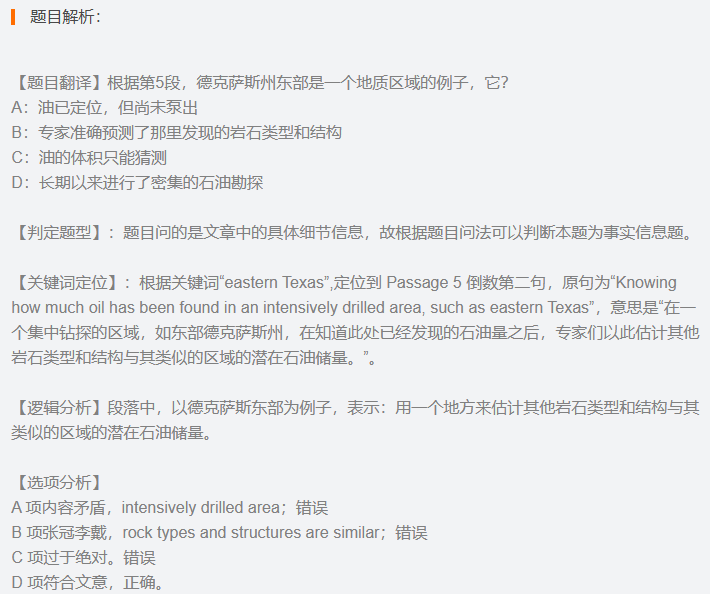 题目解析：
【题目翻译】根据第5段，德克萨斯州东部是一个地质区域的例子，它？
A：油已定位，但尚未泵出
B：专家准确预测了那里发现的岩石类型和结构
C：油的体积只能猜测
D：长期以来进行了密集的石油勘探
【判定题型】：题目问的是文章中的具体细节信息，故根据题目问法可以判断本题为事实信息题。
【关键词定位】：根据关键词“eastern Texas”,定位到 Passage 5 倒数第二句，原句为“Knowing
how much oil has been found in an intensively drilled area, such as eastern Texas”，意思是“在一
个集中钻探的区域，如东部德克萨斯州，在知道此处已经发现的石油量之后，专家们以此估计其他
岩石类型和结构与其类似的区域的潜在石油储量。”。
【逻辑分析】段落中，以德克萨斯东部为例子，表示：用一个地方来估计其他岩石类型和结构与其
类似的区域的潜在石油储量。
【选项分析】
A 项内容矛盾，intensively drilled area；错误
B 项张冠李戴，rock types and structures are similar；错误
C 项过于绝对。错误
D 项符合文意，正确。